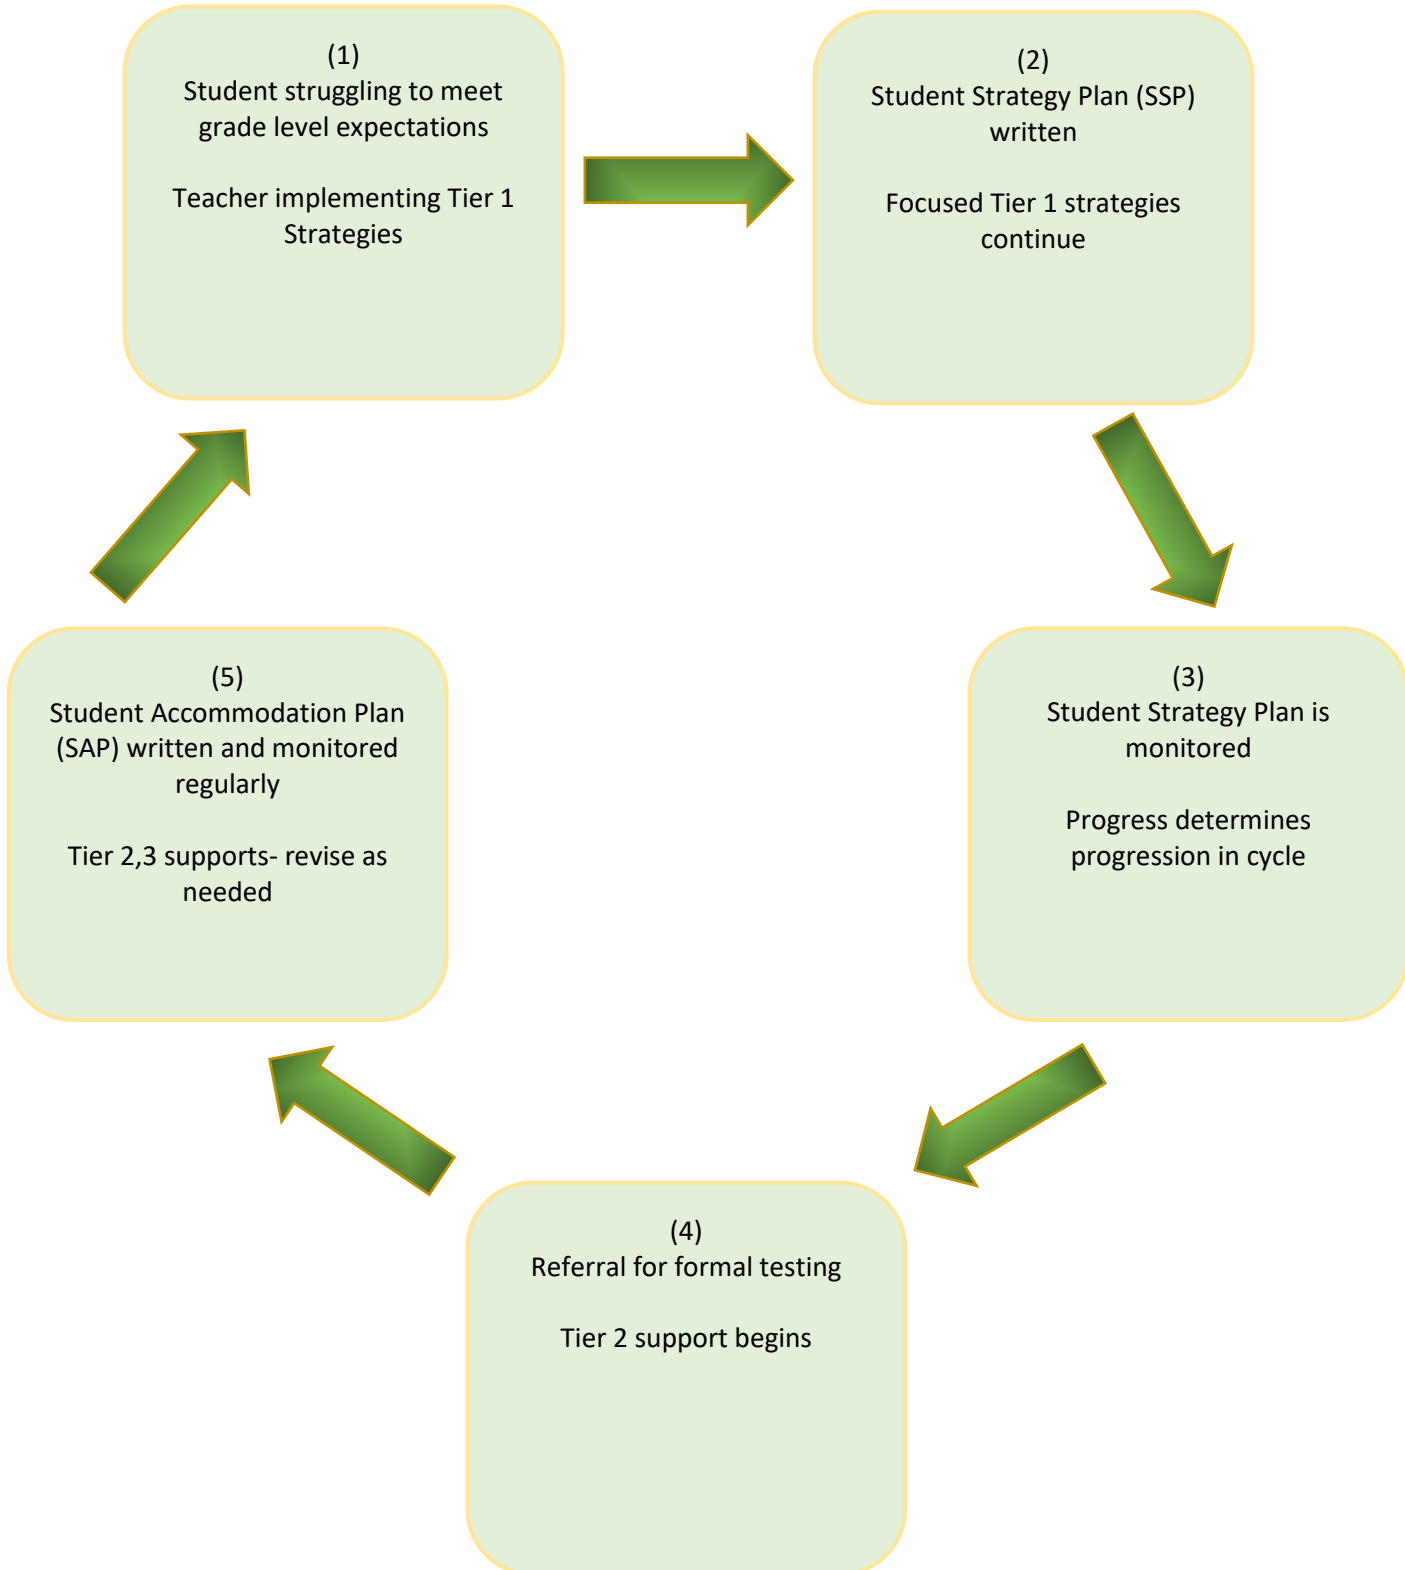 (1)
Student struggling to meet
grade level expectations
Teacher implementing Tier 1
Strategies
(2)
Student Strategy Plan (SSP)
written
Focused Tier 1 strategies
continue
(3)
Student Strategy Plan is
monitored
Progress determines
progression in cycle
(4)
Referral for formal testing
Tier 2 support begins
(5)
Student Accommodation Plan
(SAP) written and monitored
regularly
Tier 2,3 supports- revise as
needed